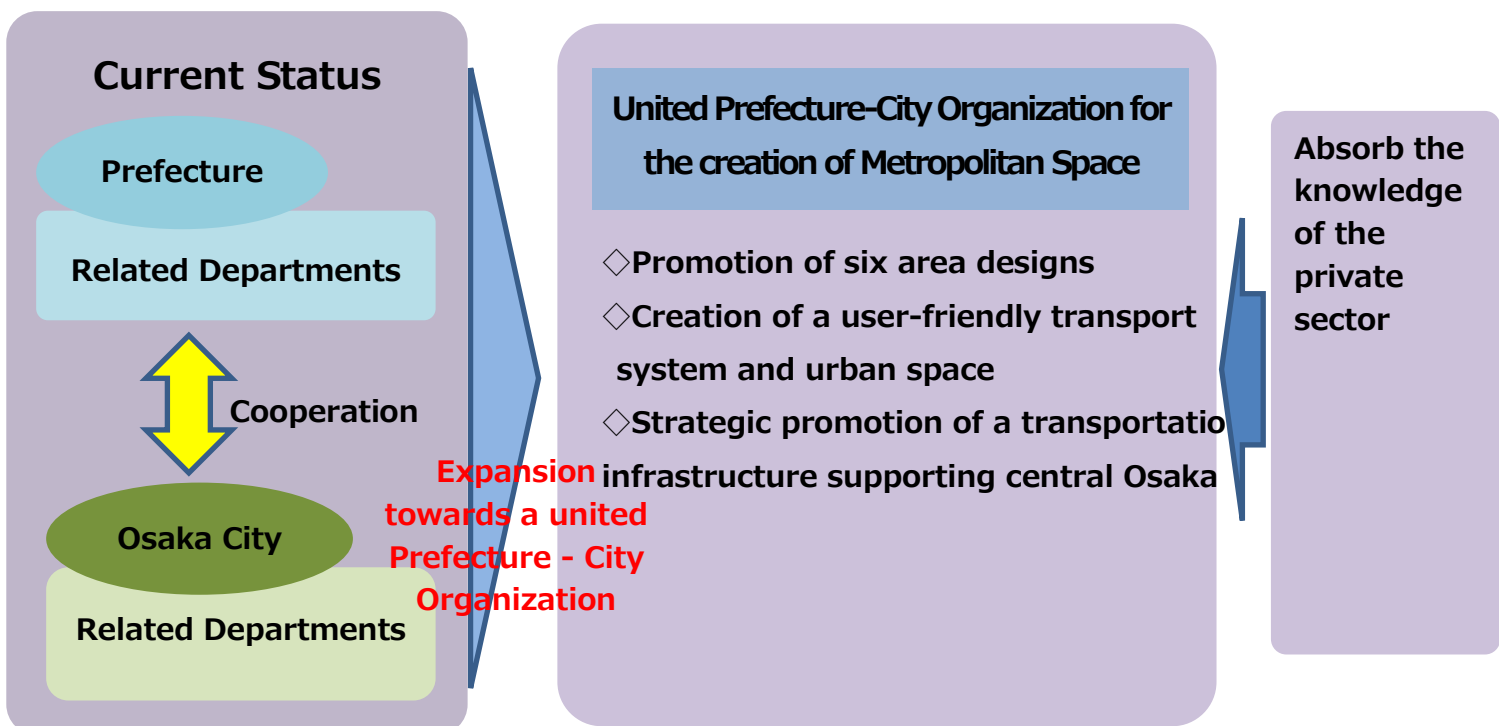 Current Status
Prefecture
Related Departments
Cooperation
Osaka City
Related Departments
Expansion
towards a united
Prefecture - City
Organization
United Prefecture-City Organization for
the creation of Metropolitan Space
◇Promotion of six area designs
◇Creation of a user-friendly transport
system and urban space
◇Strategic promotion of a transportatio
infrastructure supporting central Osaka
Absorb the
knowledge
of the
private
sector